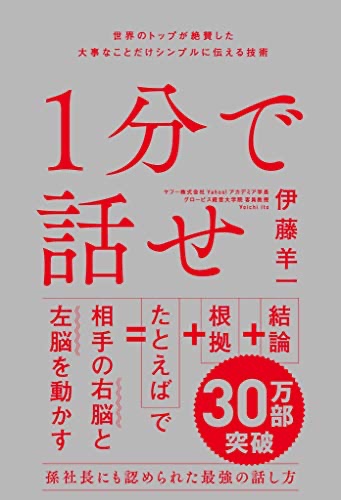 世界のトップが絶賛した
大事なことだけシンプルに伝える技術
1分で
話せ
ヤフー株式会社 Yahoo!アカデミア学長
グロービス経営大学院 客員教授
Yoichi Ito
伊藤羊一
結論
+
根拠
+
たとえばで
=
相手の右脳と
左脳を動かす
30万部
突破
孫社長にも認められた最強の話し方